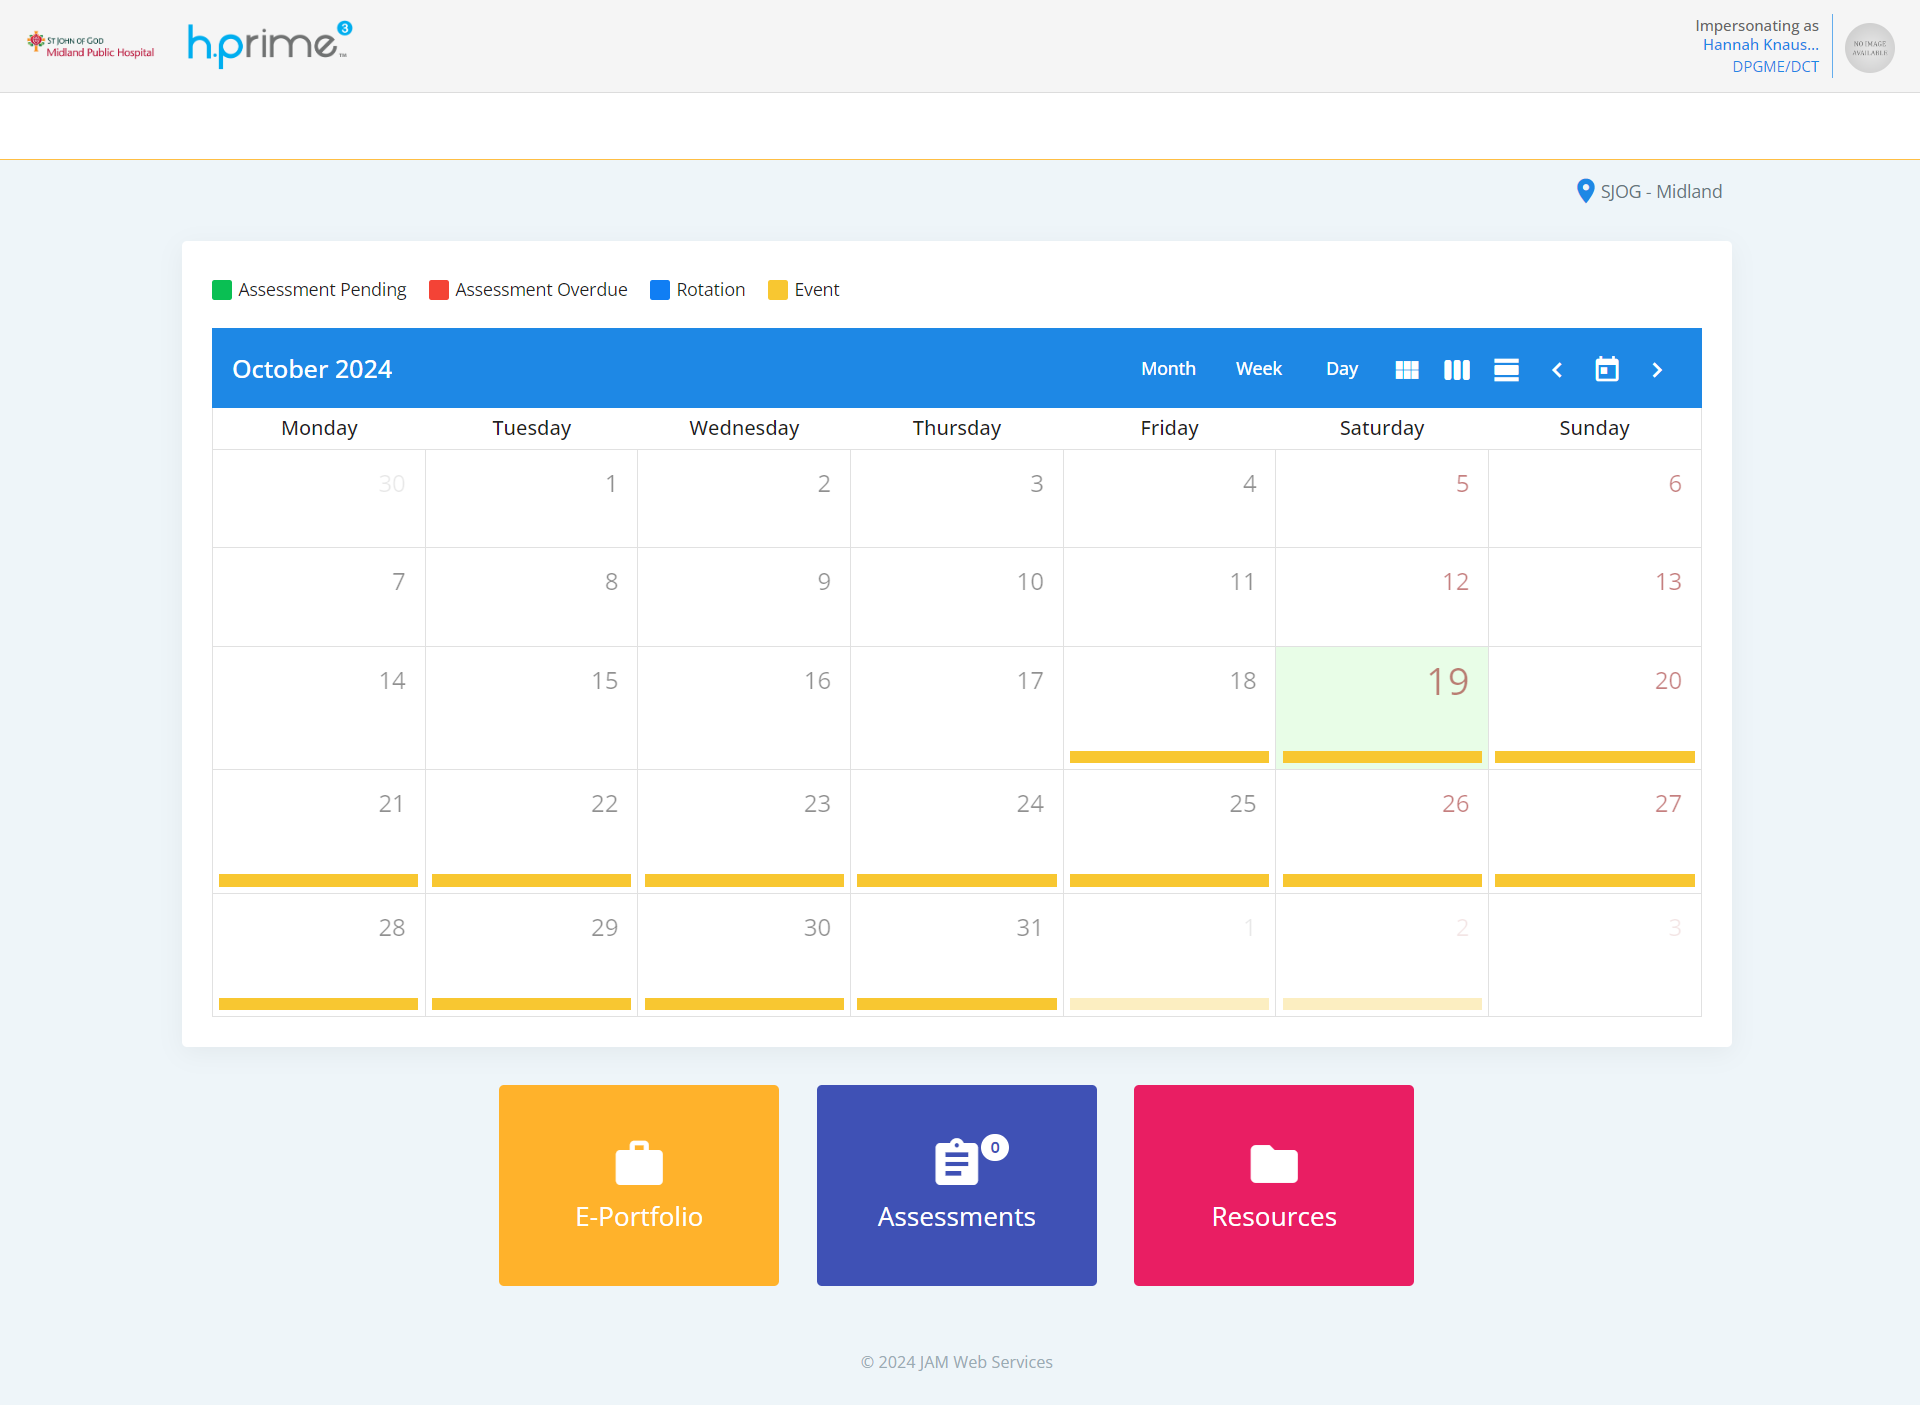 ST JOHN OF GOD
Midland Public Hospital
h.prime 3 ™
Impersonating as
Hannah Knaus...
DPGME/DCT
NO IMAGE
AVAILABLE
SJOG - Midland
Assessment Pending Assessment Overdue Rotation Event
October 2024 Month Week Day
Monday Tuesday Wednesday Thursday Friday Saturday Sunday
30 1 2 3 4 5 6
7 8 9 10 11 12 13
14 15 16 17 18 19 20
21 22 23 24 25 26 27
28 29 30 31 1 2 3
0
E-Portfolio Assessments Resources
© 2024 JAM Web Services